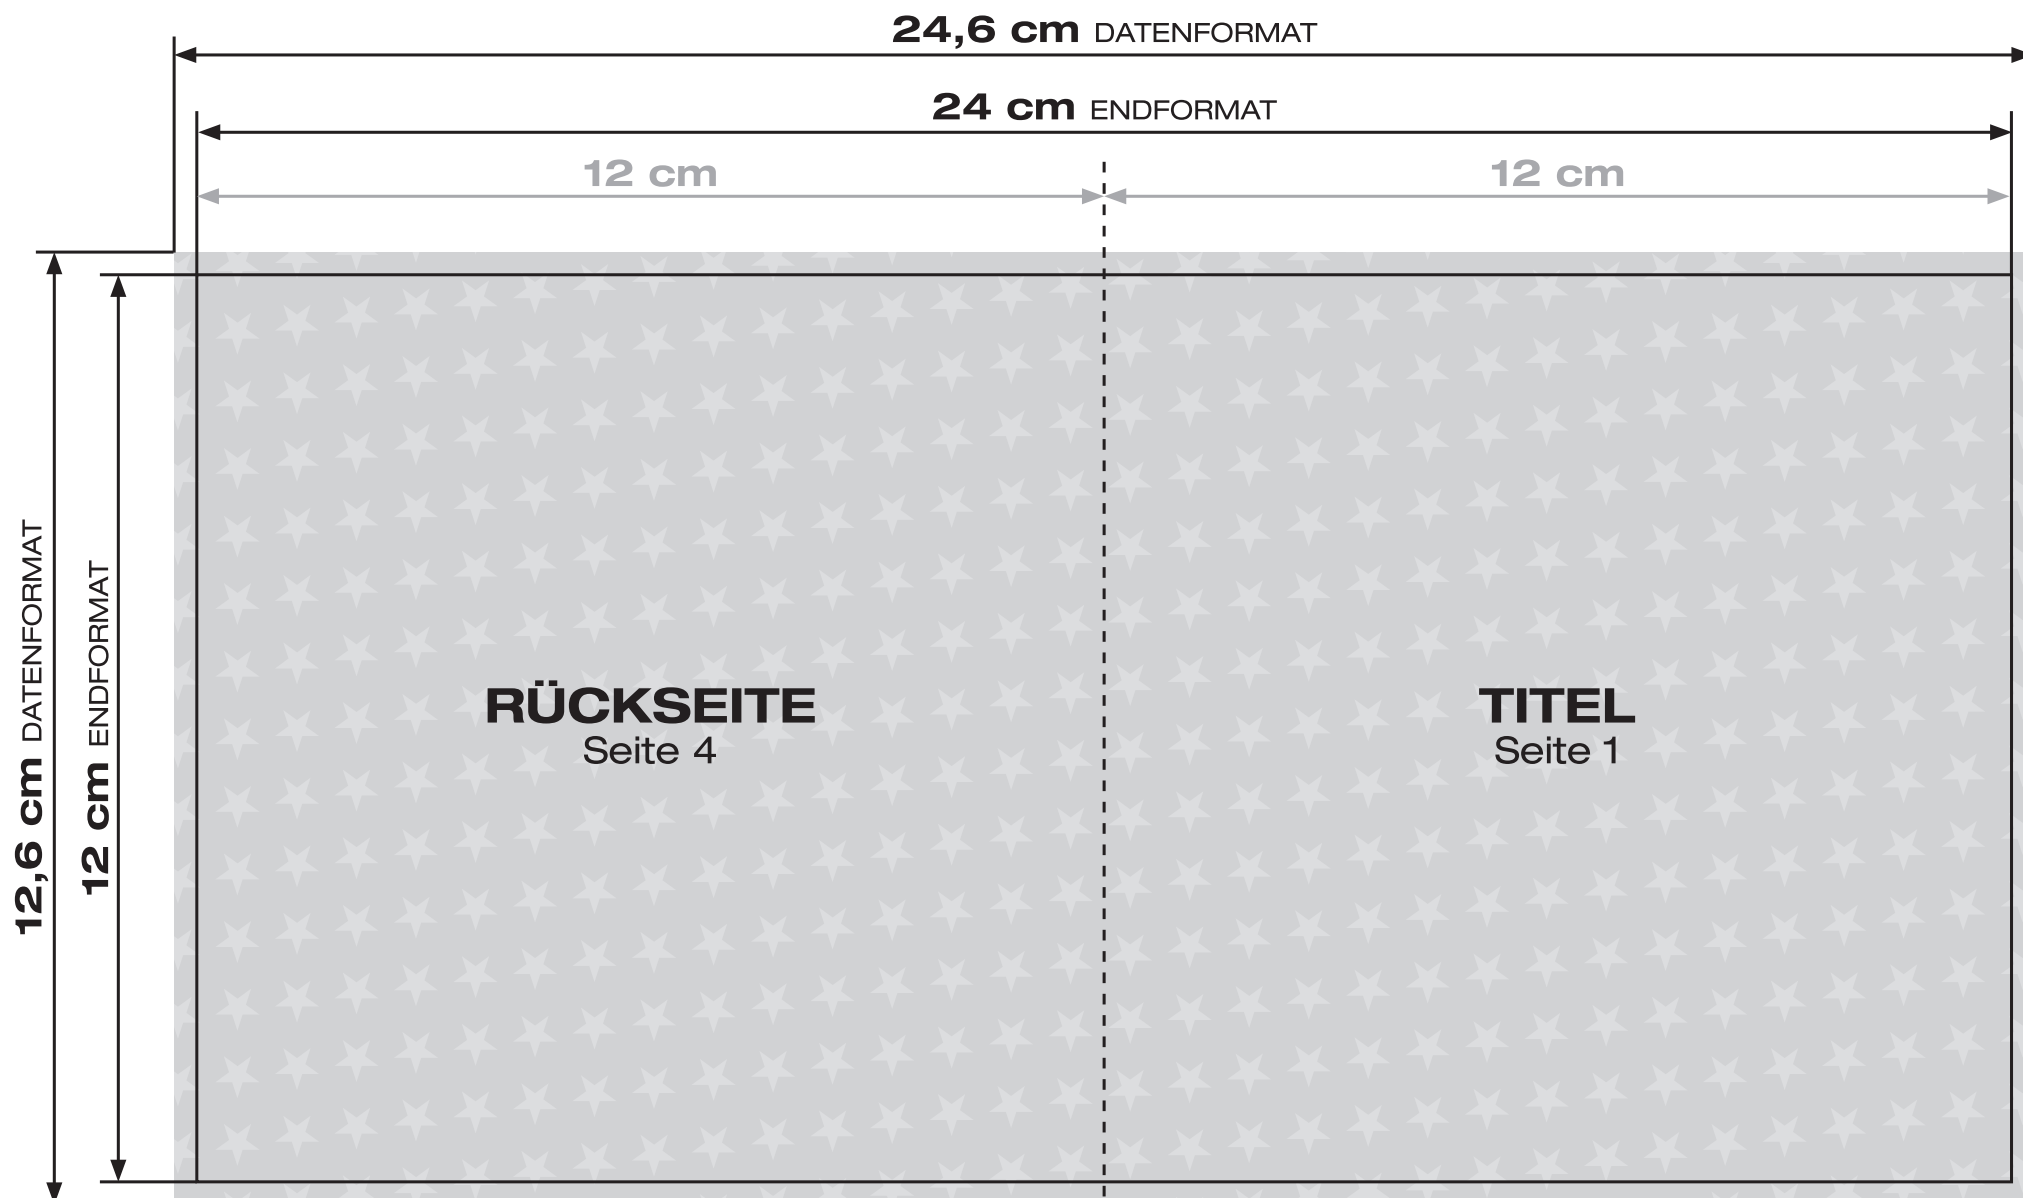 24,6 cm DATENFORMAT
24 cm ENDFORMAT
12 cm
12 cm
12,6 cm DATENFORMAT
12 cm ENDFORMAT
RÜCKSEITE
Seite 4
TITEL
Seite 1